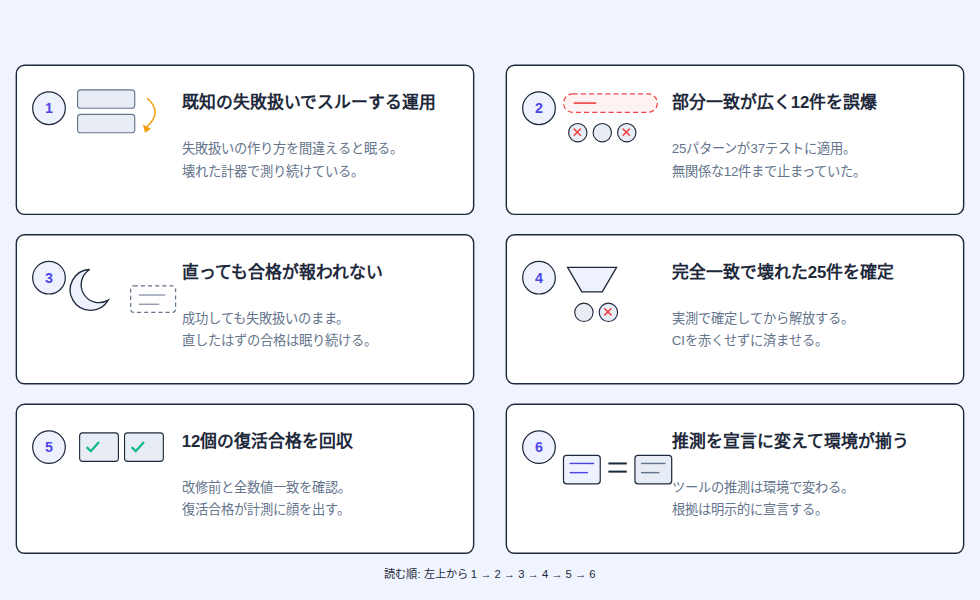 1
既知の失敗扱いでスルーする運用
失敗扱いの作り方を間違えると眠る。
壊れた計器で測り続けている。
2
部分一致が広く12件を誤爆
25パターンが37テストに適用。
無関係な12件まで止まっていた。
3
直っても合格が報われない
成功しても失敗扱いのまま。
直したはずの合格は眠り続ける。
4
完全一致で壊れた25件を確定
実測で確定してから解放する。
CIを赤くせずに済ませる。
5
12個の復活合格を回収
改修前と全数値一致を確認。
復活合格が計測に顔を出す。
6
推測を宣言に変えて環境が揃う
ツールの推測は環境で変わる。
根拠は明示的に宣言する。
読む順: 左上から 1 → 2 → 3 → 4 → 5 → 6